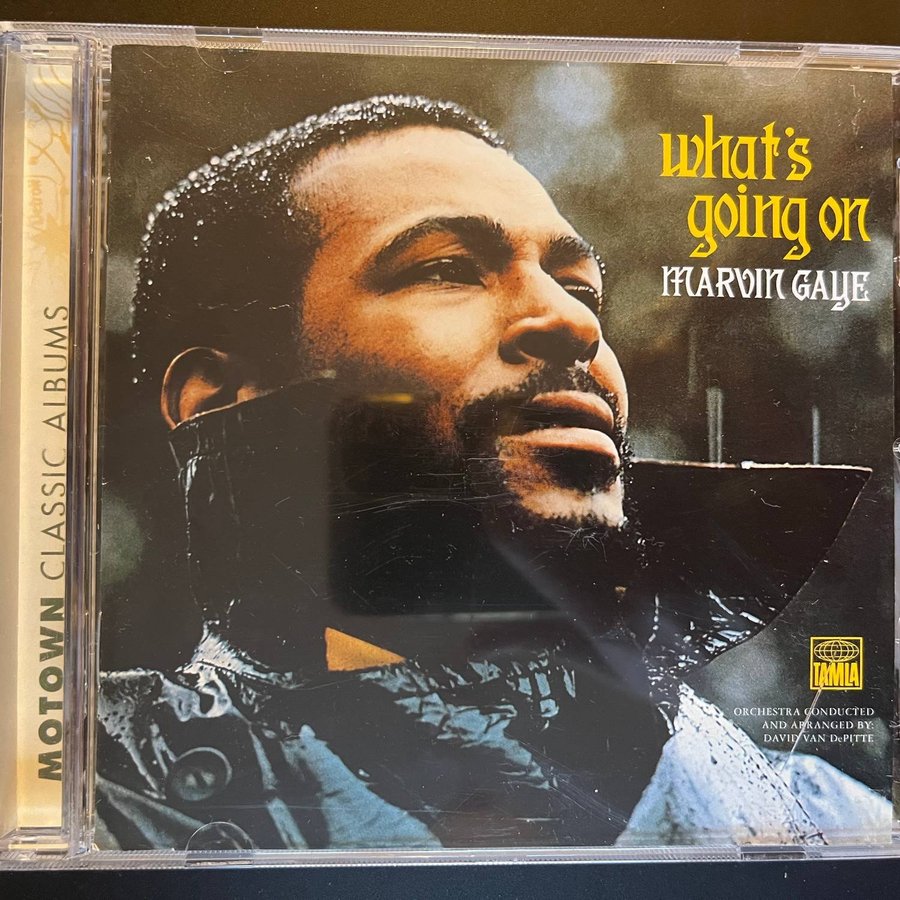 what's
going on
MARVIN GAYE
TAMLA
ORCHESTRA CONDUCTED
AND ARRANGED BY:
DAVID VAN DePITTE
MOTOWN CLASSIC ALBUMS